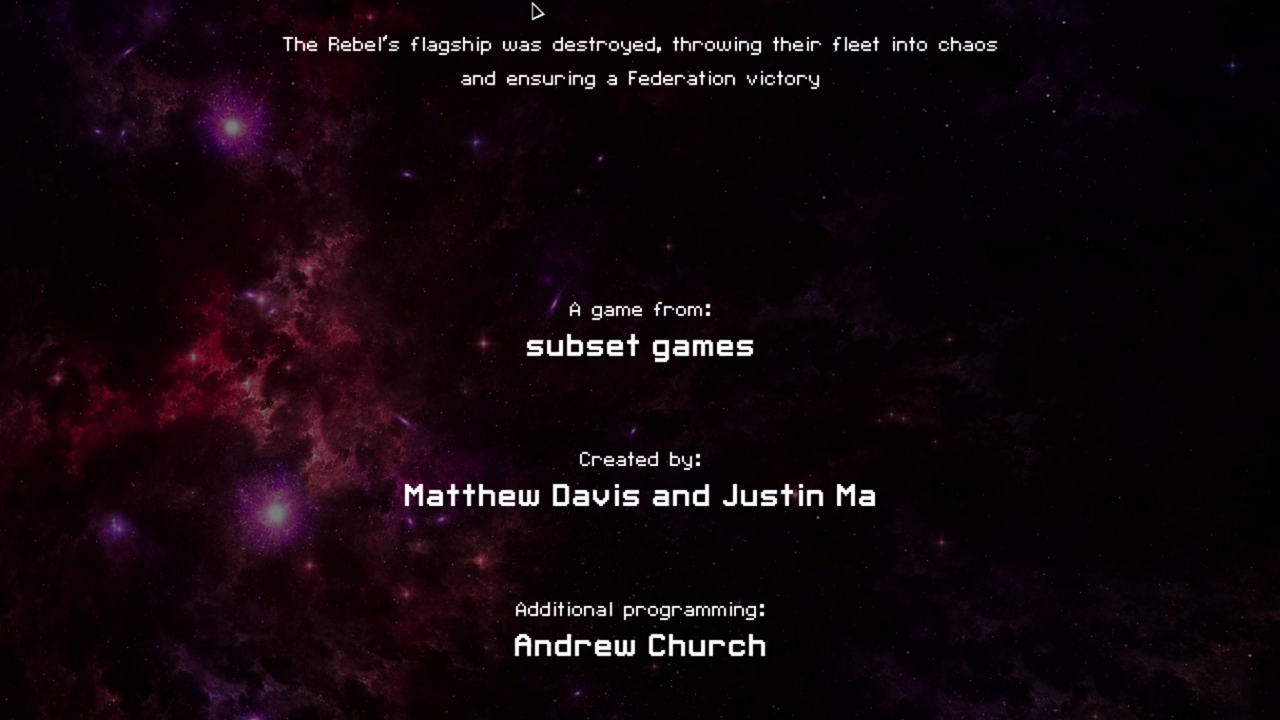 The Rebel's flagship was destroyed, throwing their fleet into chaos
and ensuring a Federation victory
A game from:
subset games
Created by:
Matthew Davis and Justin Ma
Additional programming:
Andrew Church